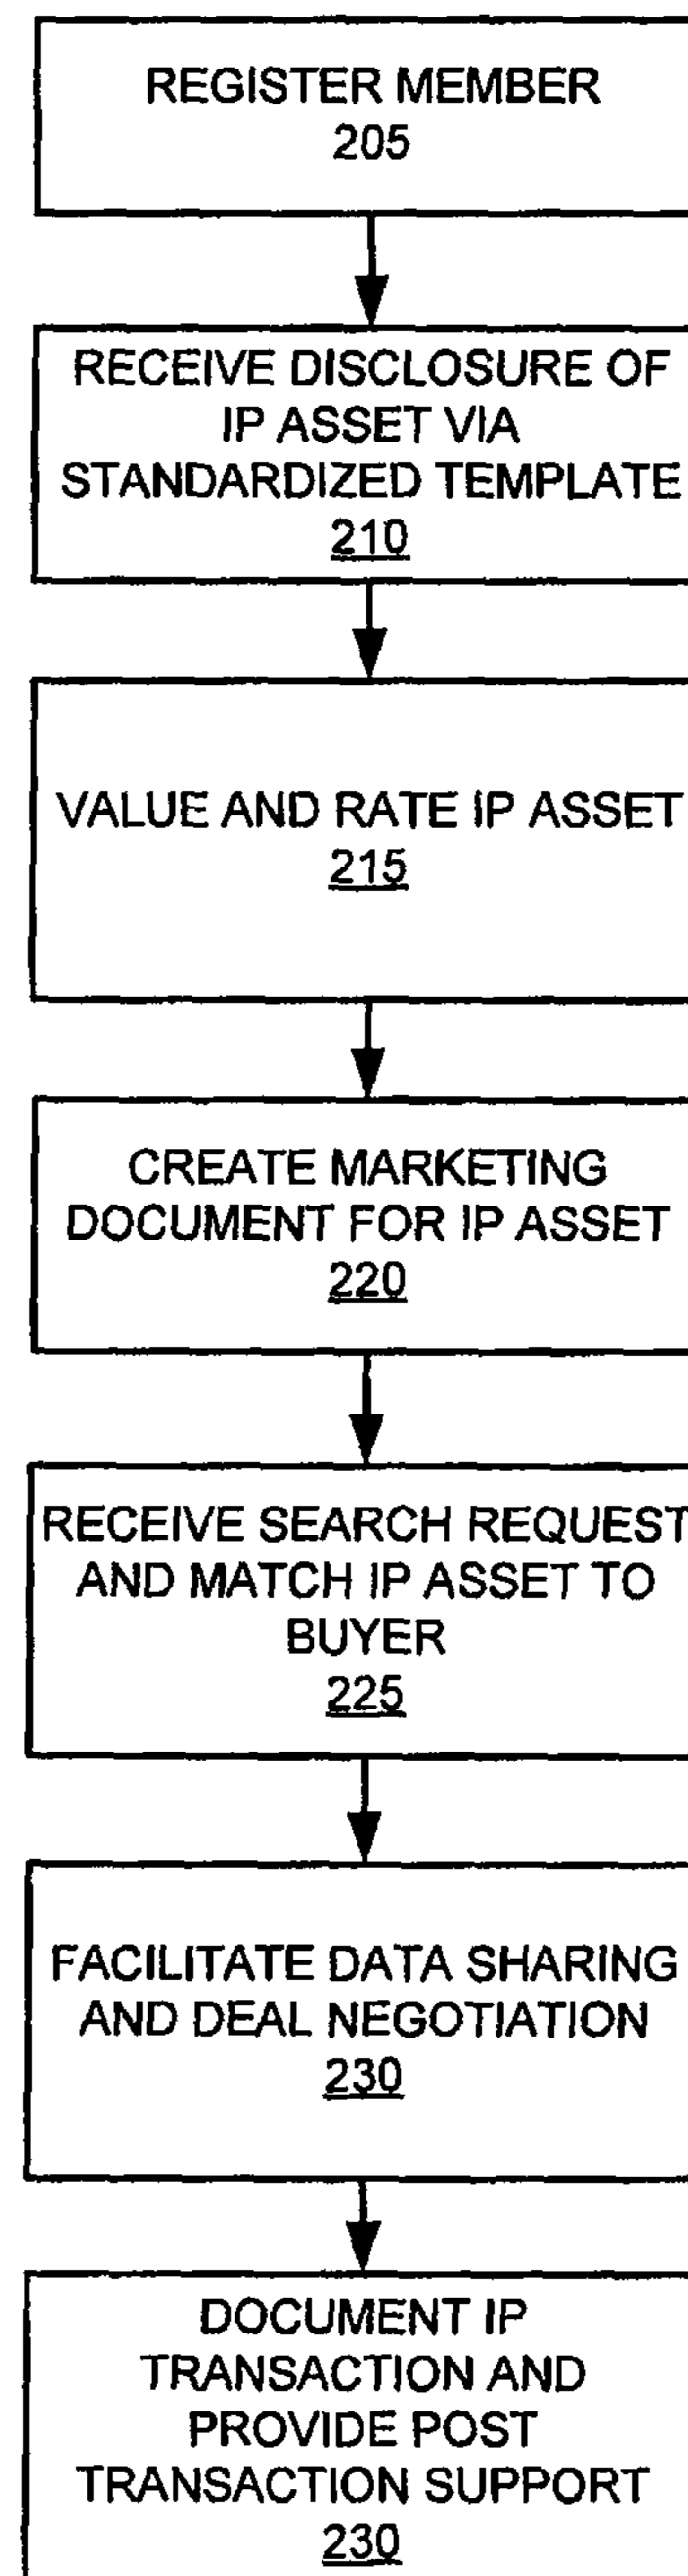 REGISTER MEMBER
205
RECEIVE DISCLOSURE OF
IP ASSET VIA
STANDARDIZED TEMPLATE
210
VALUE AND RATE IP ASSET
215
CREATE MARKETING
DOCUMENT FOR IP ASSET
220
RECEIVE SEARCH REQUEST
AND MATCH IP ASSET TO
BUYER
225
FACILITATE DATA SHARING
AND DEAL NEGOTIATION
230
DOCUMENT IP
TRANSACTION AND
PROVIDE POST
TRANSACTION SUPPORT
230